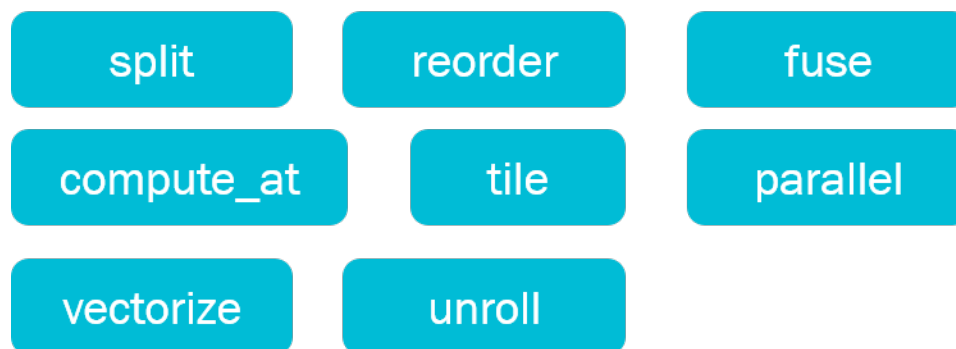 split reorder fuse
compute_at tile parallel
vectorize unroll